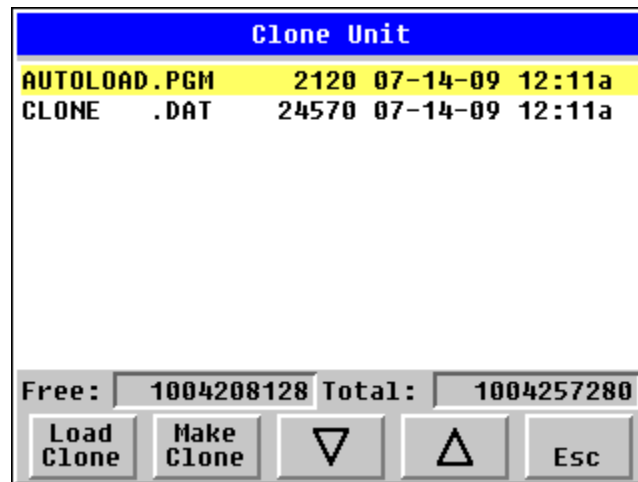 Clone Unit
AUTOLOAD.PGM 2120 07-14-09 12:11a
CLONE .DAT 24570 07-14-09 12:11a
Free: 1004208128 Total: 1004257280
Load Clone Make Clone Esc